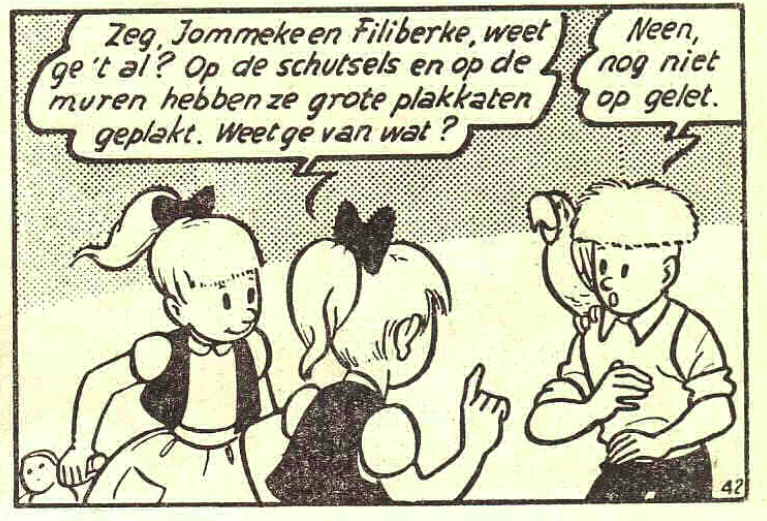 Zeg, Jommeke en Filiberke, weet
ge 't al? Op de schutsels en op de
muren hebben ze grote plakkaten
geplakt. Weet ge van wat?
Neen,
nog niet
op gelet.
42